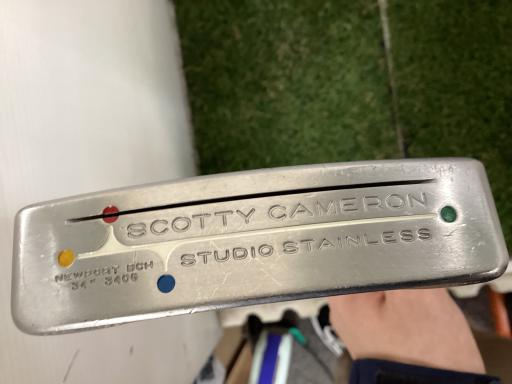 SCOTTY CAMERON
STUDIO STAINLESS
NEWPORT BCH
34" 340G